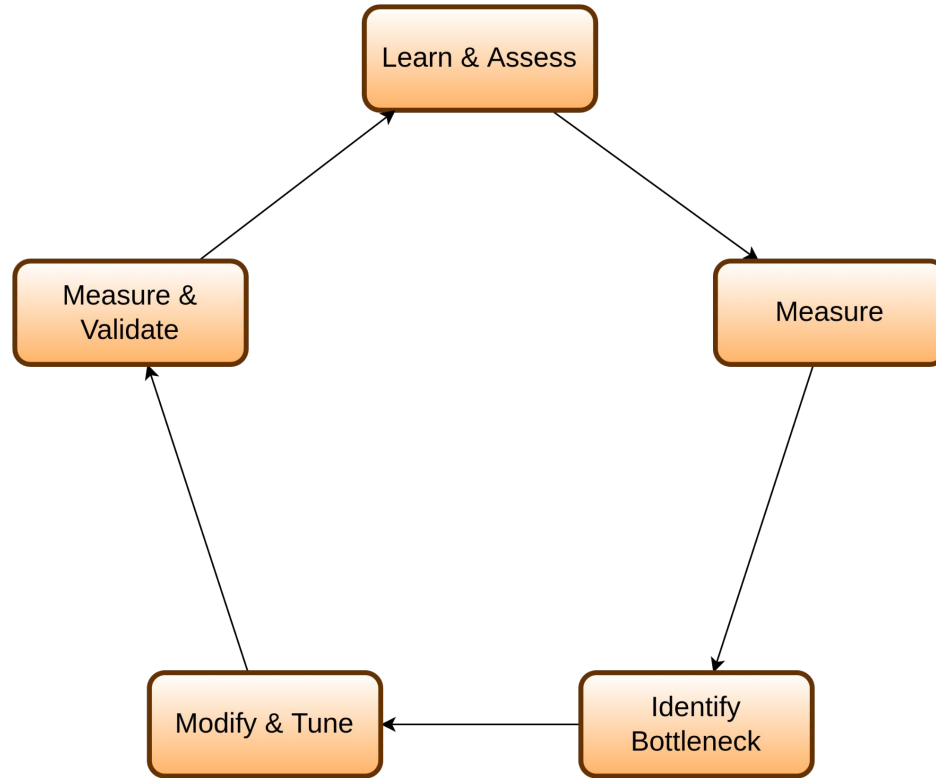 Learn & Assess
Measure
Identify
Bottleneck
Modify & Tune
Measure &
Validate